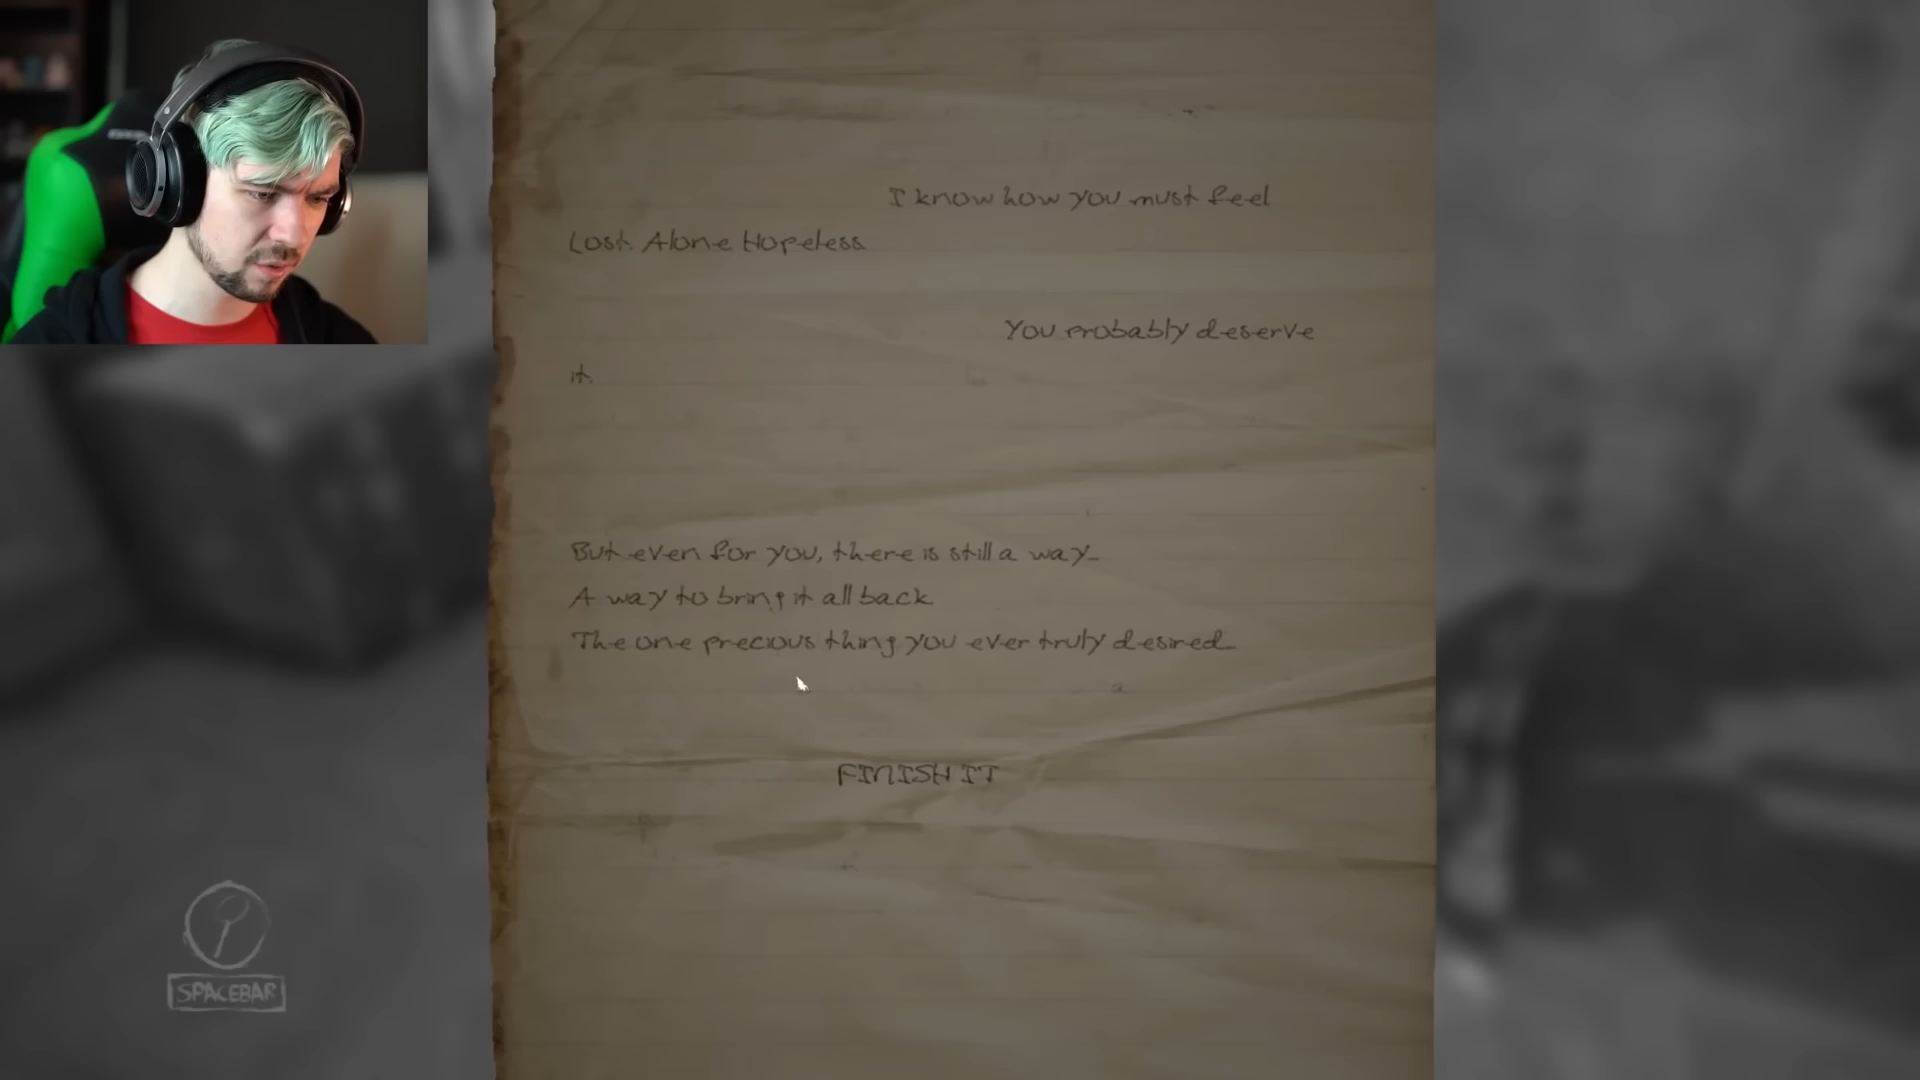 I know how you must feel
Lost. Alone. Hopeless.
You probably deserve
it.
But even for you, there is still a way...
A way to bring it all back.
The one precious thing you ever truly desired...
FINISH IT
SPACEBAR